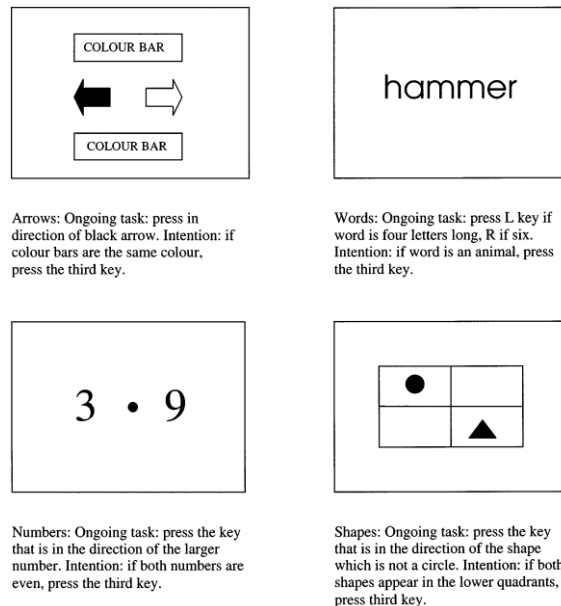 COLOUR BAR
COLOUR BAR
Arrows: Ongoing task: press in
direction of black arrow. Intention: if
colour bars are the same colour,
press the third key.
hammer
Words: Ongoing task: press L key if
word is four letters long, R if six.
Intention: if word is an animal, press
the third key.
3 • 9
Numbers: Ongoing task: press the key
that is in the direction of the larger
number. Intention: if both numbers are
even, press the third key.
Shapes: Ongoing task: press the key
that is in the direction of the shape
which is not a circle. Intention: if both
shapes appear in the lower quadrants,
press third key.